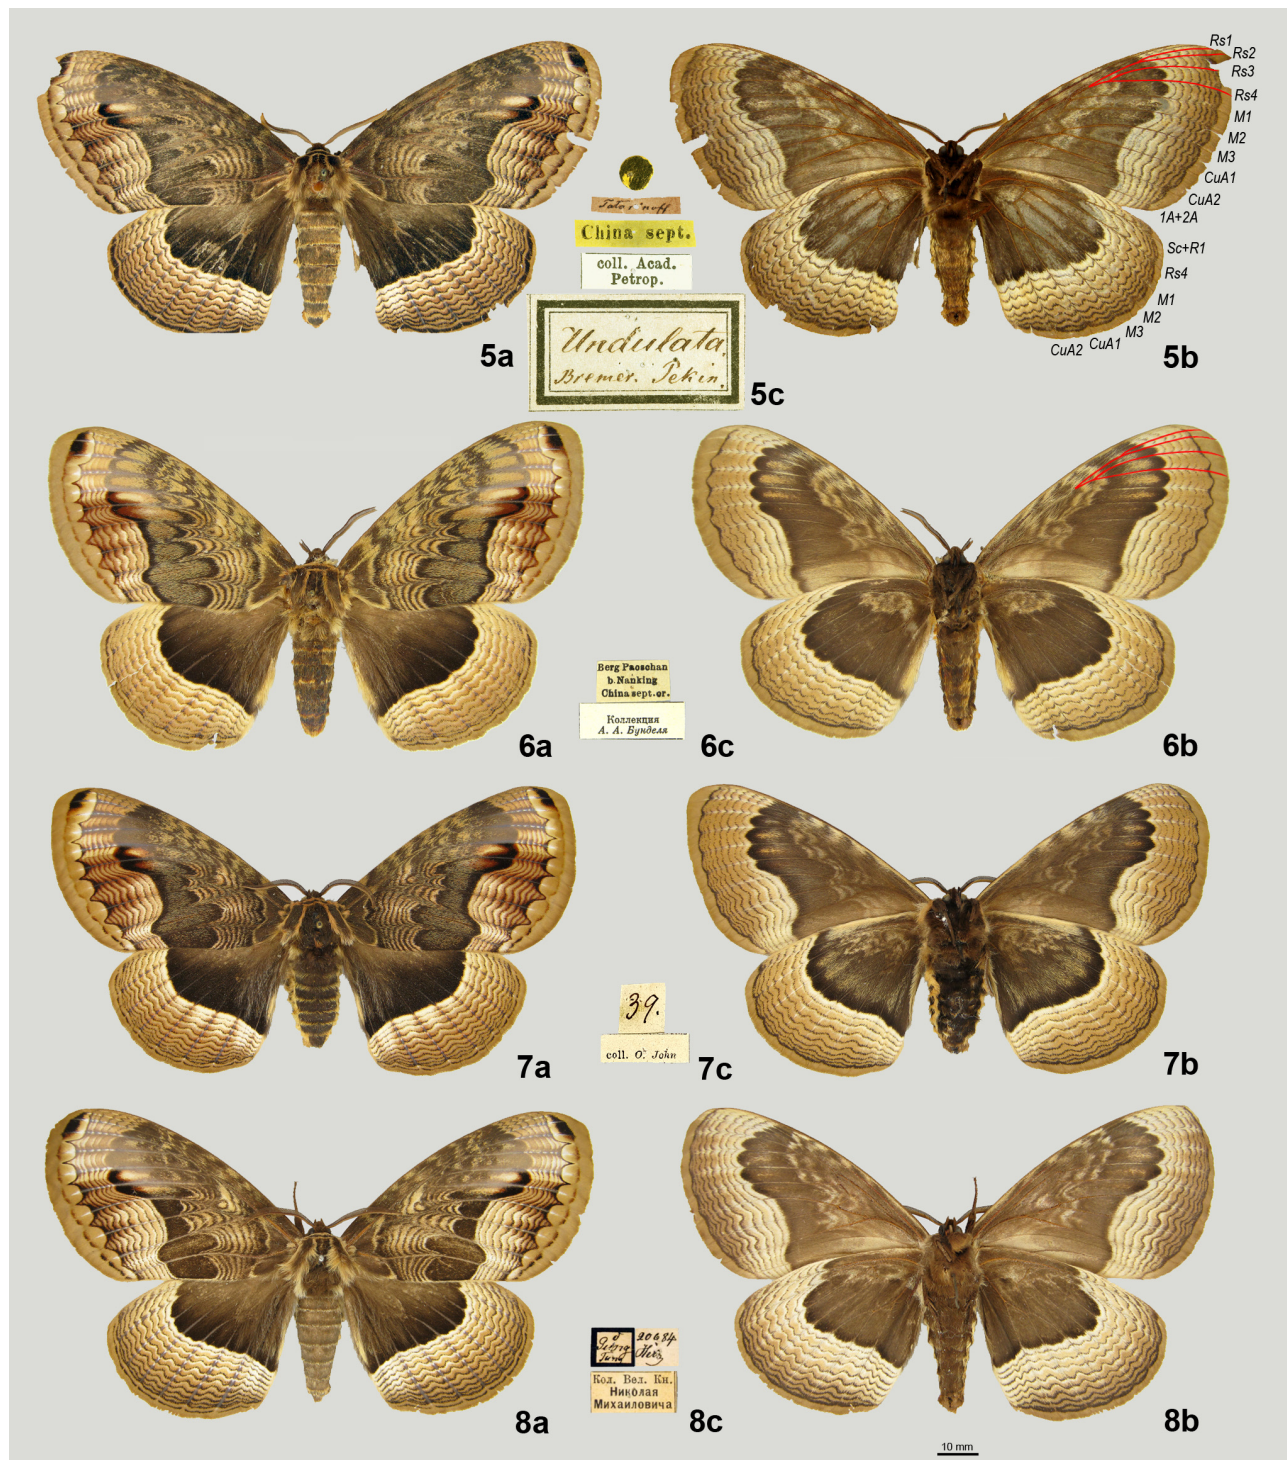 Rs1
Rs2
Rs3
Rs4
M1
M2
M3
CuA1
CuA2
1A+2A
Sc+R1
Rs4
M1
M2
M3
CuA1
CuA2
China sept.
coll. Acad.
Petrop.
Undulata
Bremer. Pekin.
5a
5c
5b
Berg Paoschan
b. Nanking
China sept. or.
Коллекция
А. А. Бунделя
6a
6c
6b
39.
coll. O. John
7a
7c
7b
♂
20684
Кол. Вел. Кн.
Николая
Михаиловича
8a
8c
8b
10 mm